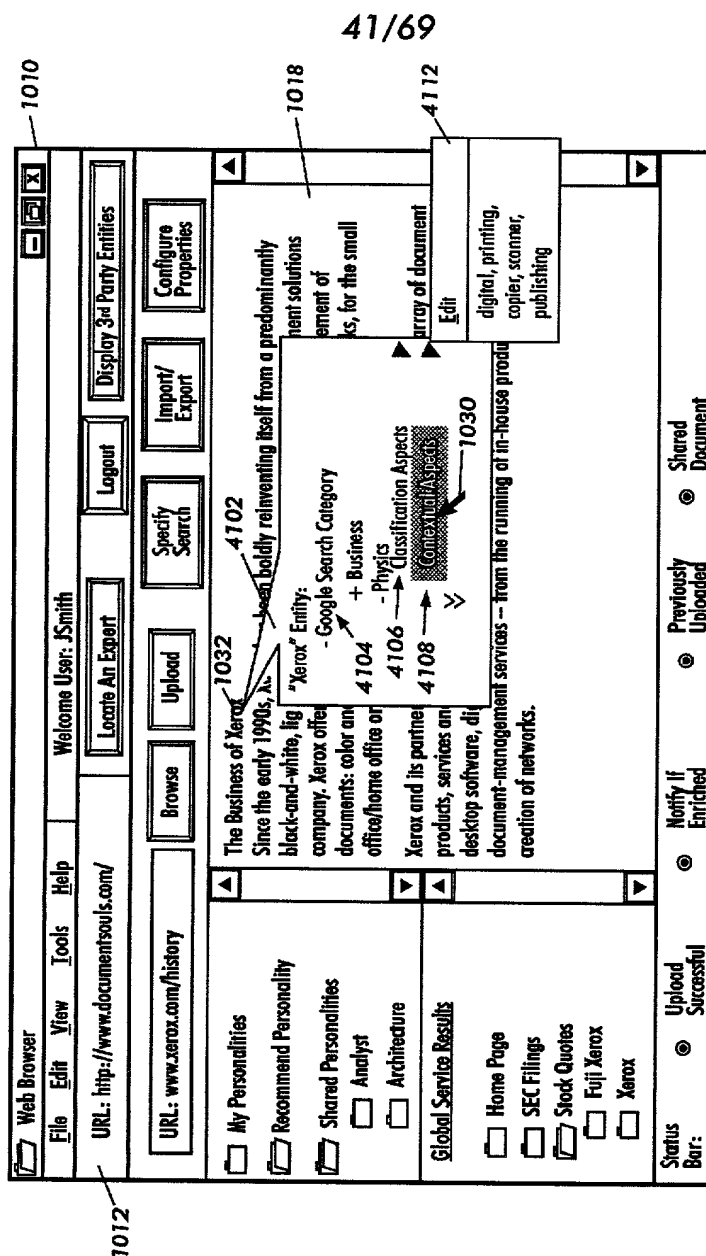 41/69
1010
Web Browser
File Edit View Tools Help
Welcome User: JSmith
1012
URL: http://www.documentsouls.com/
Locate An Expert
Logout
Display 3rd Party Entities
URL: www.xerox.com/history
Browse
Upload
Specify
Search
Import/
Export
Configure
Properties
1032
4102
1018
My Personalities
Recommend Personality
Shared Personalities
Analyst
Architecture
The Business of Xerox
Since the early 1990s, been boldly reinventing itself from a predominantly
black-and-white, lig nent solutions
company. Xerox offer ement of
documents: color and ks, for the small
office/home office or
Xerox and its partner array of document
products, services and
desktop software, di
document-management services – from the running of in-house produ
creation of networks.
"Xerox" Entity:
- Google Search Category
4104
+ Business
- Physics
4106
Classification Aspects
4108
Contextual Aspects
1030
4112
Edit
digital, printing,
copier, scanner,
publishing
Global Service Results
Home Page
SEC Filings
Stock Quotes
Fuji Xerox
Xerox
Status
Bar:
Upload
Successful
Notify If
Enriched
Previously
Uploaded
Shared
Document